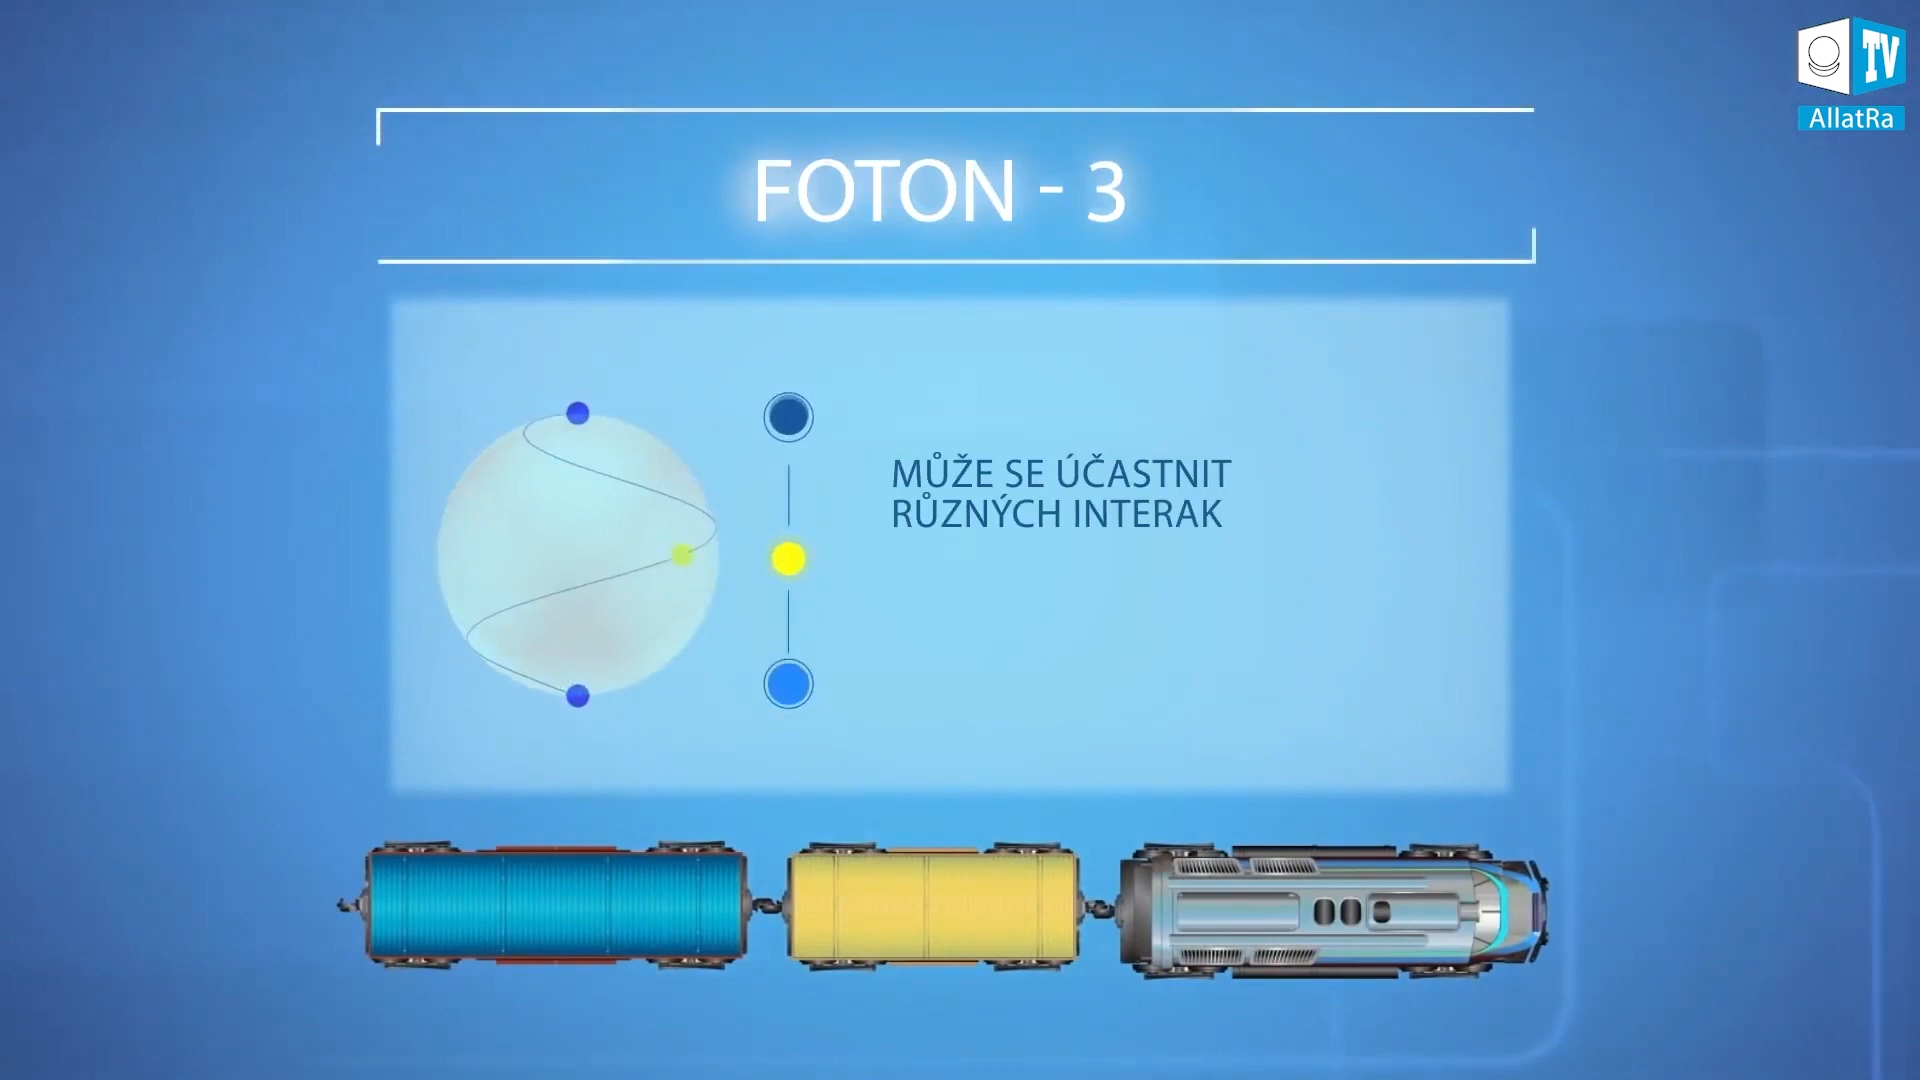 TV
AllatRa
FOTON - 3
MŮŽE SE ÚČASTNIT
RŮZNÝCH INTERAK